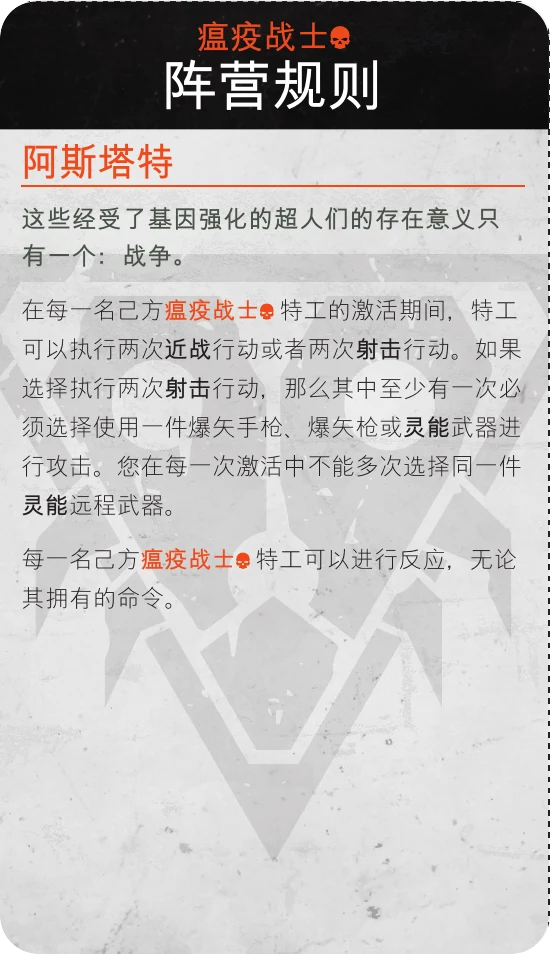 瘟疫战士
阵营规则
阿斯塔特
这些经受了基因强化的超人们的存在意义只
有一个：战争。
在每一名己方瘟疫战士特工的激活期间，特工
可以执行两次近战行动或者两次射击行动。如果
选择执行两次射击行动，那么其中至少有一次必
须选择使用一件爆矢手枪、爆矢枪或灵能武器进
行攻击。您在每一次激活中不能多次选择同一件
灵能远程武器。
每一名己方瘟疫战士特工可以进行反应，无论
其拥有的命令。